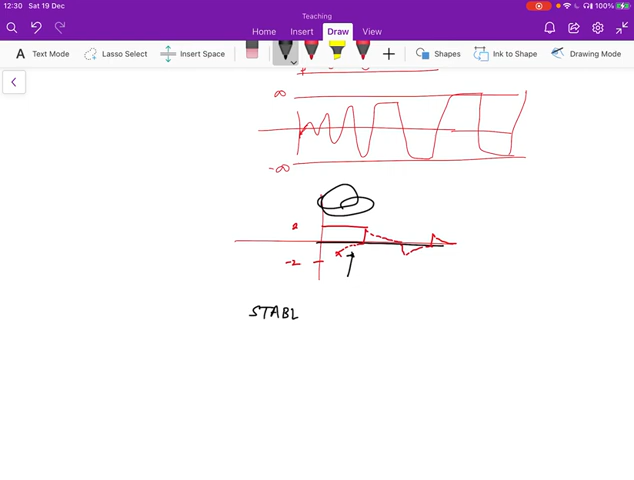 12:30 Sat 19 Dec
100%
Teaching
Home Insert Draw View
A Text Mode Lasso Select Insert Space Shapes Ink to Shape Drawing Mode
∞
-∞
-2
STABL